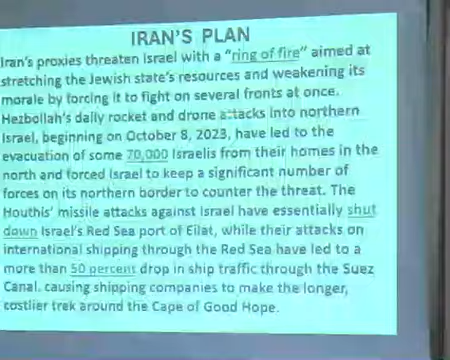 IRAN'S PLAN
Iran's proxies threaten Israel with a "ring of fire" aimed at
stretching the Jewish state's resources and weakening its
morale by forcing it to fight on several fronts at once.
Hezbollah's daily rocket and drone attacks into northern
Israel, beginning on October 8, 2023, have led to the
evacuation of some 70,000 Israelis from their homes in the
north and forced Israel to keep a significant number of
forces on its northern border to counter the threat. The
Houthis' missile attacks against Israel have essentially shut
down Israel's Red Sea port of Eilat, while their attacks on
international shipping through the Red Sea have led to a
more than 50 percent drop in ship traffic through the Suez
Canal, causing shipping companies to make the longer,
costlier trek around the Cape of Good Hope.